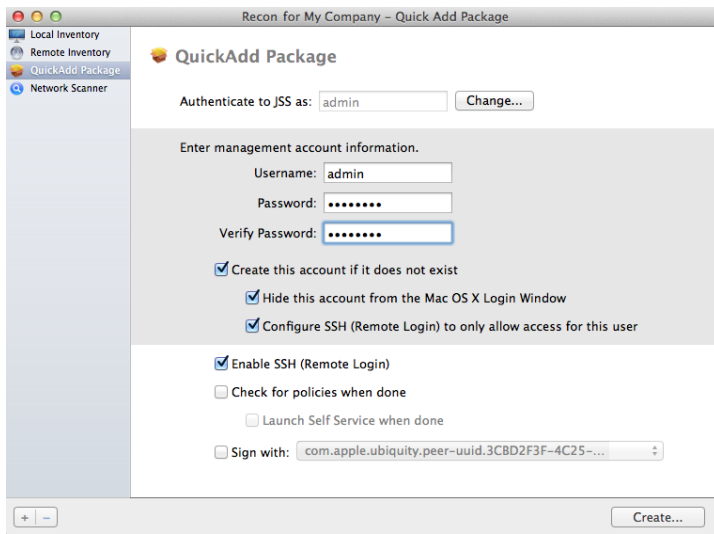 Recon for My Company – Quick Add Package
Local Inventory
Remote Inventory
QuickAdd Package
Network Scanner
QuickAdd Package
Authenticate to JSS as: admin Change...
Enter management account information.
Username: admin
Password: ••••••••
Verify Password: ••••••••
Create this account if it does not exist
Hide this account from the Mac OS X Login Window
Configure SSH (Remote Login) to only allow access for this user
Enable SSH (Remote Login)
Check for policies when done
Launch Self Service when done
Sign with: com.apple.ubiquity.peer-uuid.3CBD2F3F-4C25-...
+ −
Create...